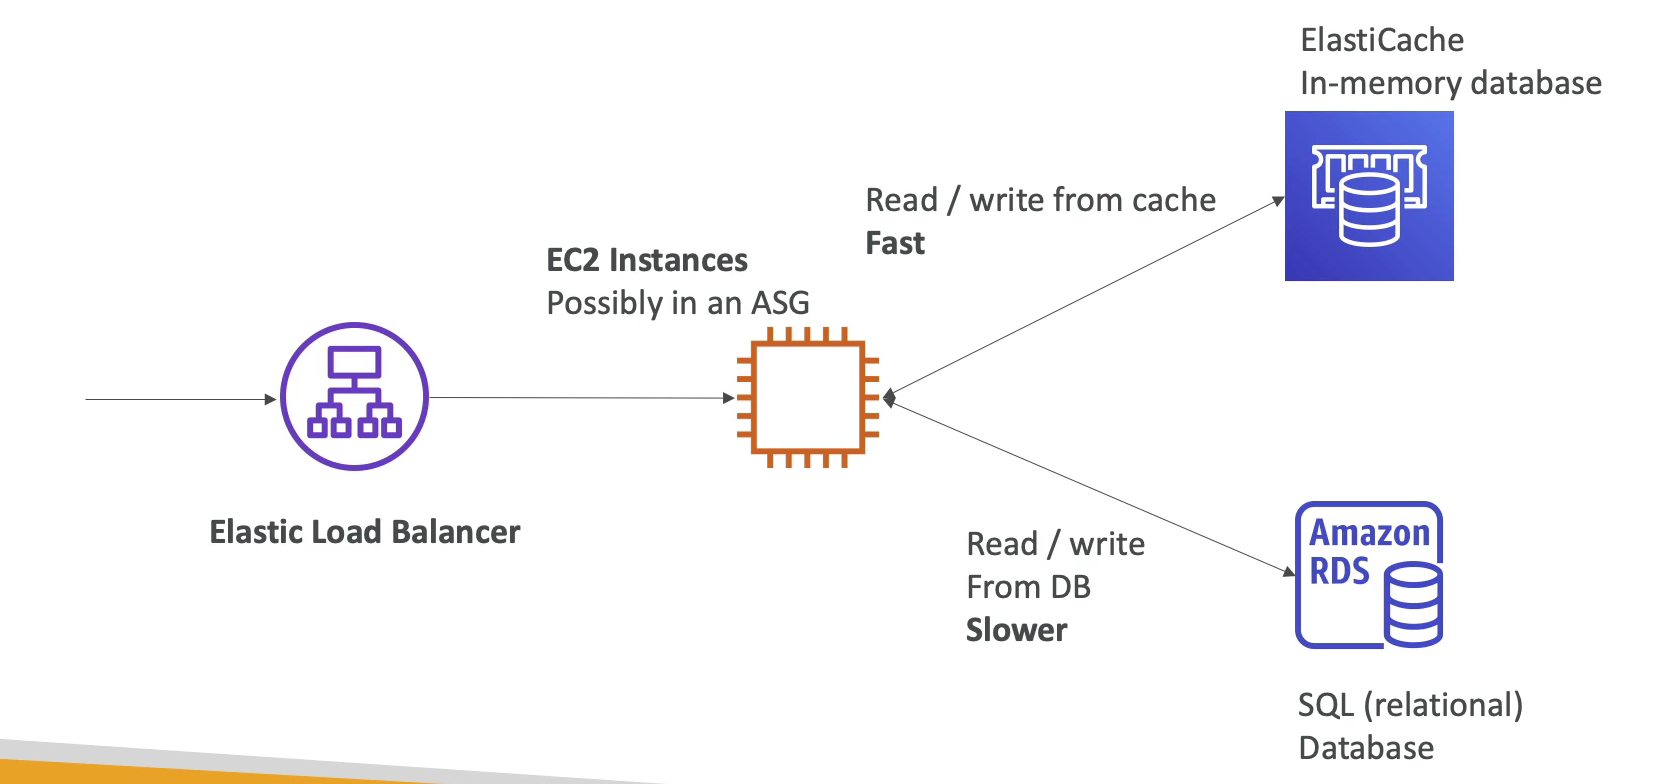 ElastiCache
In-memory database
Read / write from cache
Fast
EC2 Instances
Possibly in an ASG
Elastic Load Balancer
Read / write
From DB
Slower
Amazon
RDS
SQL (relational)
Database